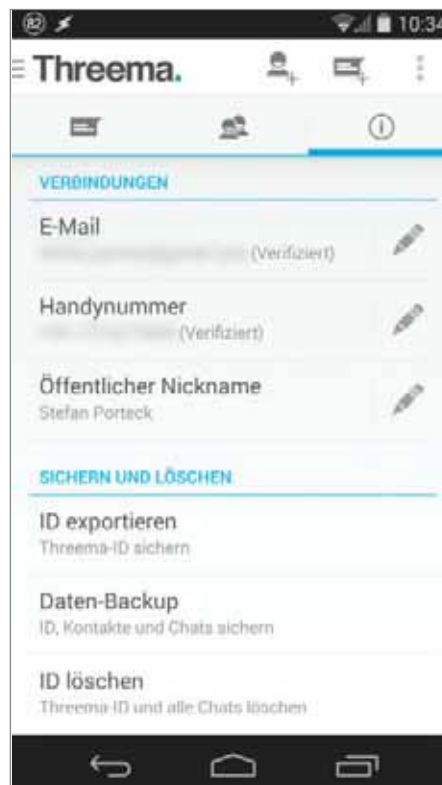 82
10:34
Threema.
VERBINDUNGEN
E-Mail
(Verifiziert)
Handynummer
(Verifiziert)
Öffentlicher Nickname
Stefan Porteck
SICHERN UND LÖSCHEN
ID exportieren
Threema-ID sichern
Daten-Backup
ID, Kontakte und Chats sichern
ID löschen
Threema-ID und alle Chats löschen